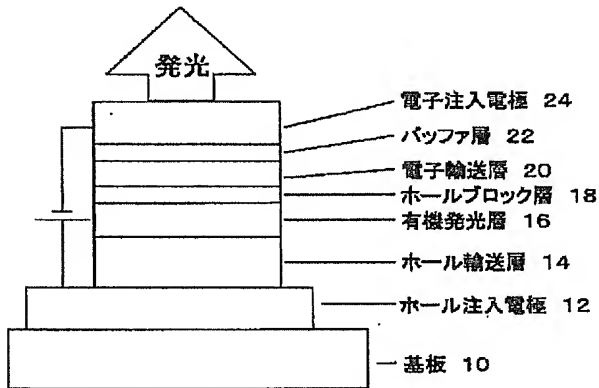 発光
電子注入電極 24
バッファ層 22
電子輸送層 20
ホールブロック層 18
有機発光層 16
ホール輸送層 14
ホール注入電極 12
基板 10